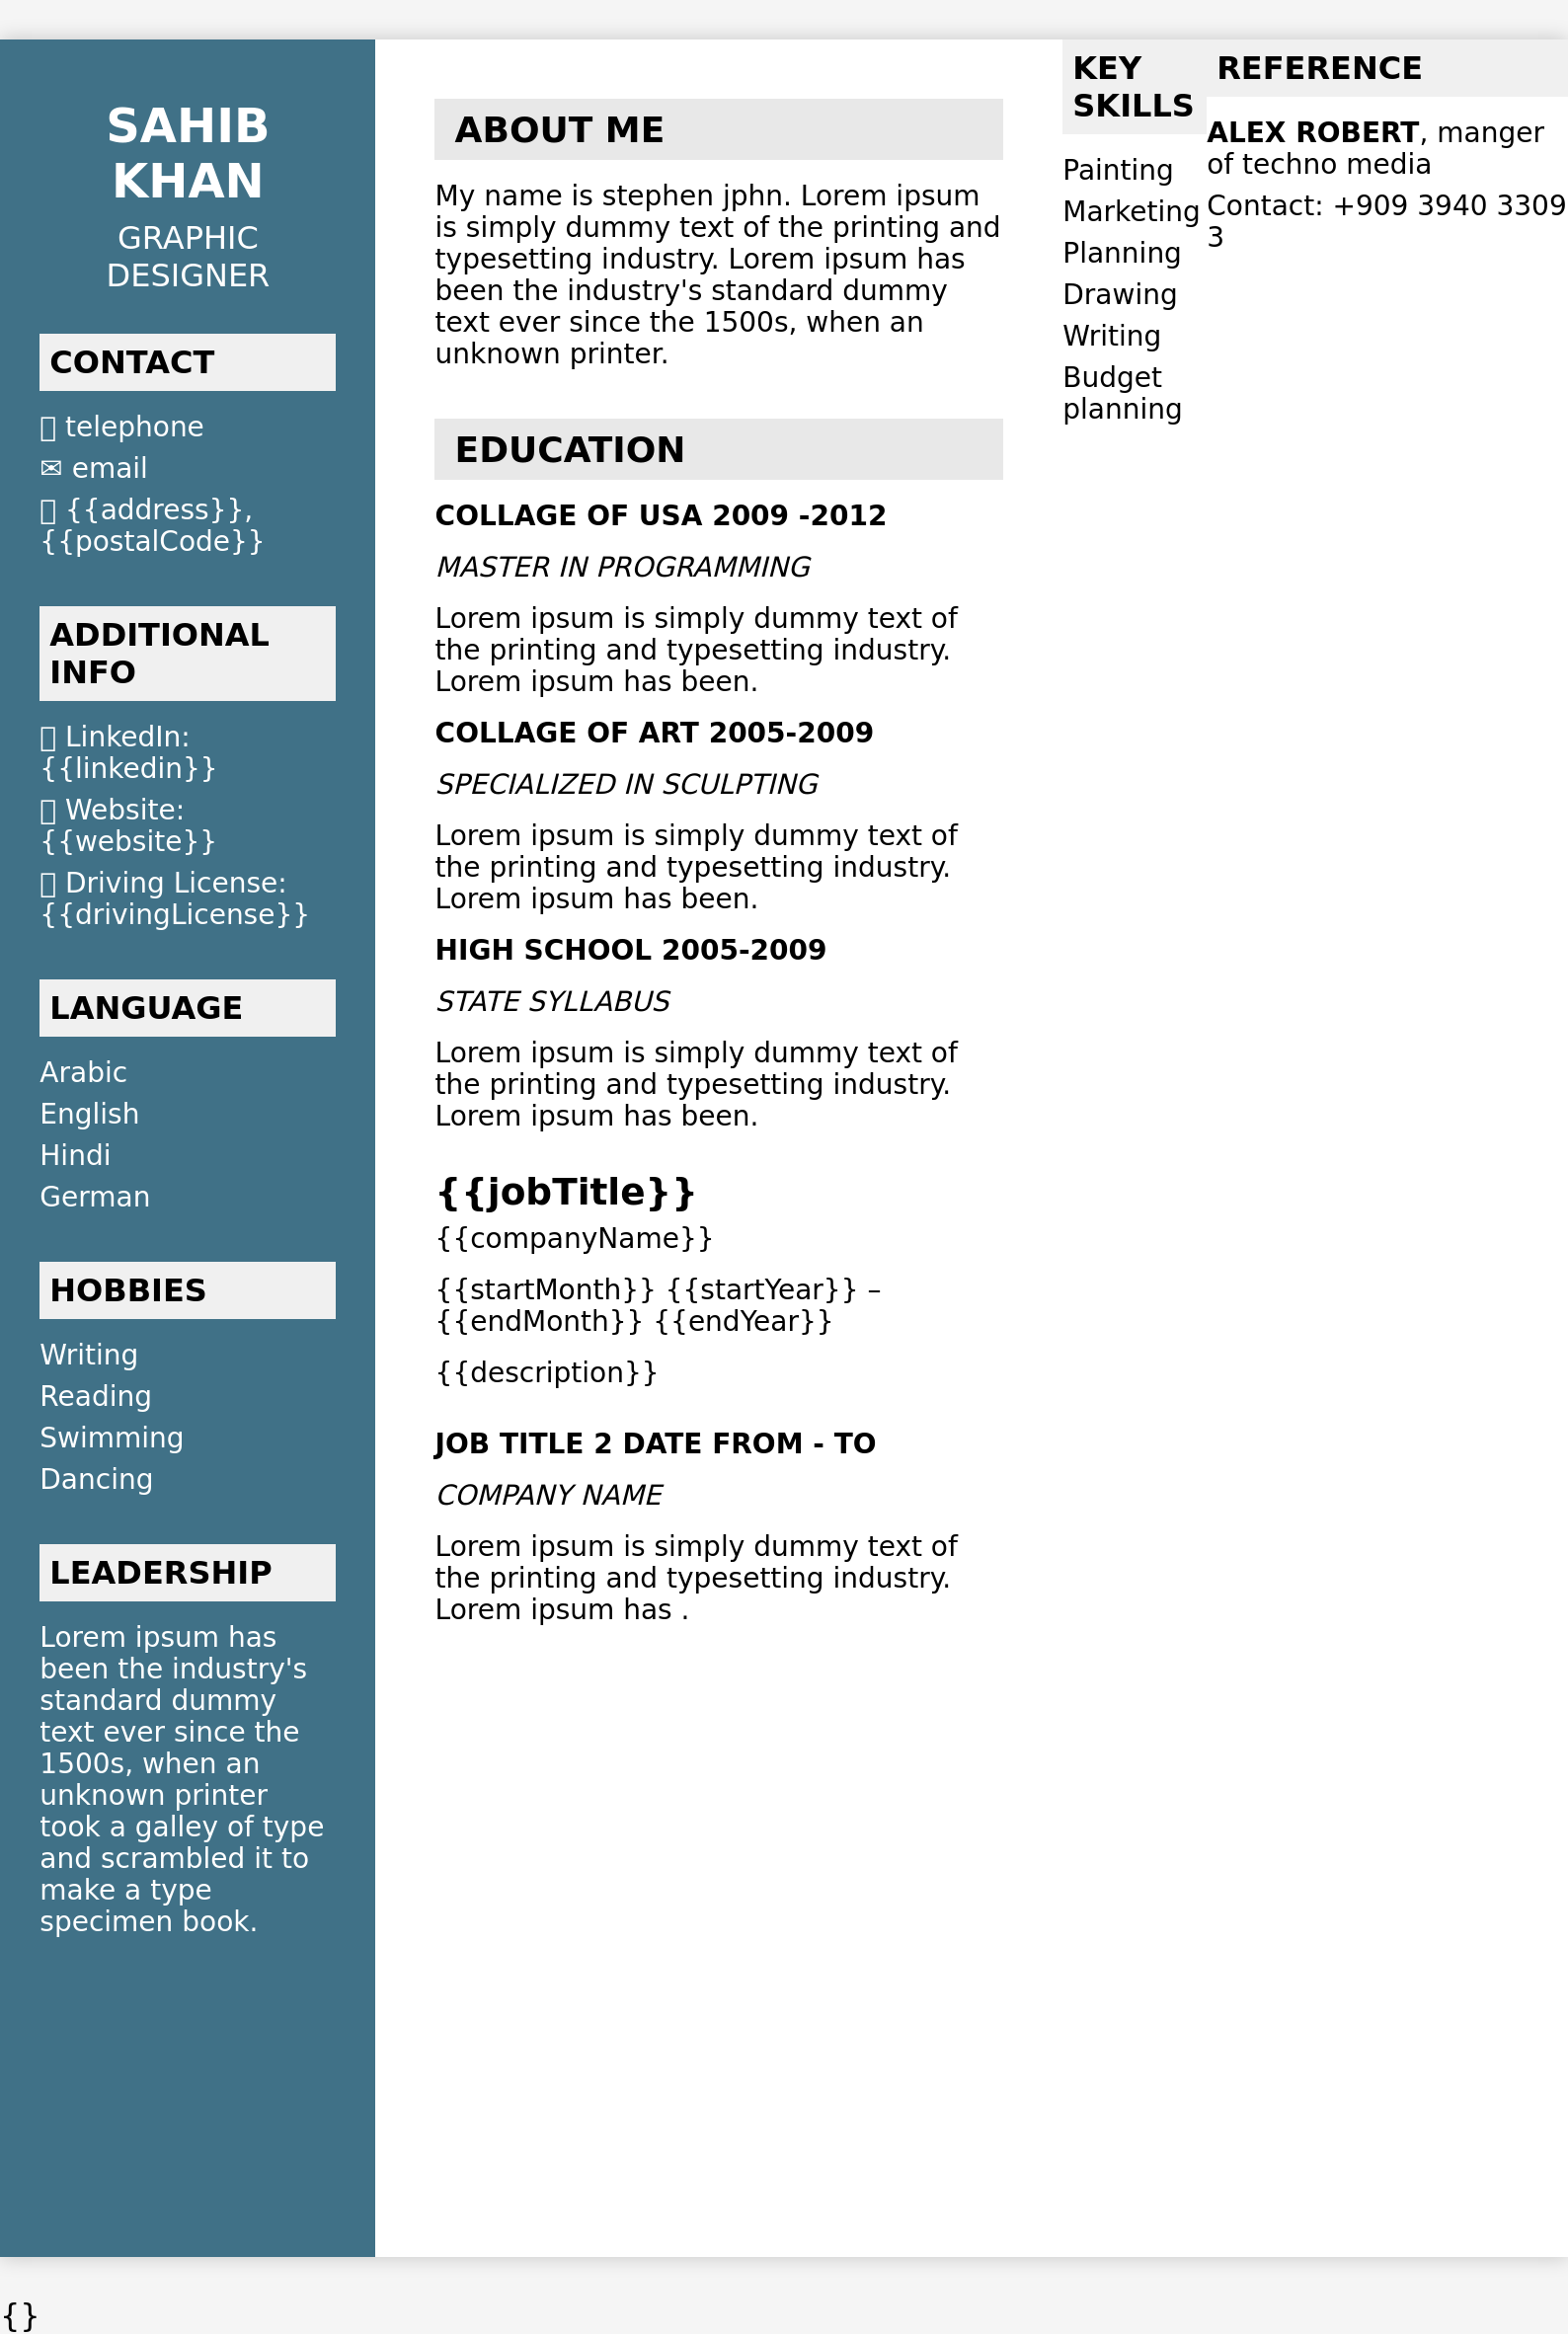 SAHIB
KHAN
GRAPHIC
DESIGNER
CONTACT
telephone
✉ email
{{address}},
{{postalCode}}
ADDITIONAL
INFO
LinkedIn:
{{linkedin}}
Website:
{{website}}
Driving License:
{{drivingLicense}}
LANGUAGE
Arabic
English
Hindi
German
HOBBIES
Writing
Reading
Swimming
Dancing
LEADERSHIP
Lorem ipsum has
been the industry's
standard dummy
text ever since the
1500s, when an
unknown printer
took a galley of type
and scrambled it to
make a type
specimen book.
ABOUT ME
My name is stephen jphn. Lorem ipsum
is simply dummy text of the printing and
typesetting industry. Lorem ipsum has
been the industry's standard dummy
text ever since the 1500s, when an
unknown printer.
EDUCATION
COLLAGE OF USA 2009 -2012
MASTER IN PROGRAMMING
Lorem ipsum is simply dummy text of
the printing and typesetting industry.
Lorem ipsum has been.
COLLAGE OF ART 2005-2009
SPECIALIZED IN SCULPTING
Lorem ipsum is simply dummy text of
the printing and typesetting industry.
Lorem ipsum has been.
HIGH SCHOOL 2005-2009
STATE SYLLABUS
Lorem ipsum is simply dummy text of
the printing and typesetting industry.
Lorem ipsum has been.
{{jobTitle}}
{{companyName}}
{{startMonth}} {{startYear}} –
{{endMonth}} {{endYear}}
{{description}}
JOB TITLE 2 DATE FROM - TO
COMPANY NAME
Lorem ipsum is simply dummy text of
the printing and typesetting industry.
Lorem ipsum has .
KEY
SKILLS
Painting
Marketing
Planning
Drawing
Writing
Budget
planning
REFERENCE
ALEX ROBERT, manger
of techno media
Contact: +909 3940 3309
3
{}